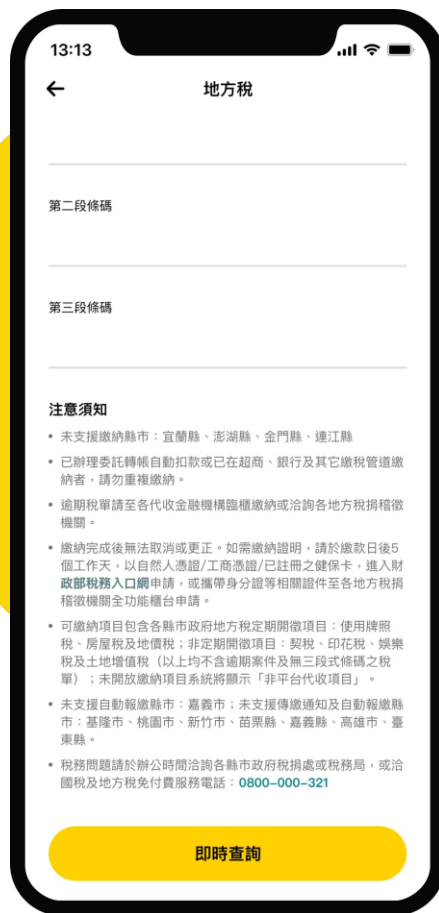 13:13
地方稅
第二段條碼
第三段條碼
注意須知
• 未支援繳納縣市：宜蘭縣、澎湖縣、金門縣、連江縣
• 已辦理委託轉帳自動扣款或已在超商、銀行及其它繳稅管道繳
納者，請勿重複繳納。
• 逾期稅單請至各代收金融機構臨櫃繳納或洽詢各地方稅捐稽徵
機關。
• 繳納完成後無法取消或更正。如需繳納證明，請於繳款日後5
個工作天，以自然人憑證/工商憑證/已註冊之健保卡，進入財
政部稅務入口網申請，或攜帶身分證等相關證件至各地方稅捐
稽徵機關全功能櫃台申請。
• 可繳納項目包含各縣市政府地方稅定期開徵項目：使用牌照
稅、房屋稅及地價稅；非定期開徵項目：契稅、印花稅、娛樂
稅及土地增值稅（以上均不含逾期案件及無三段式條碼之稅
單）；未開放繳納項目系統將顯示「非平台代收項目」。
• 未支援自動報繳縣市：嘉義市；未支援傳繳通知及自動報繳縣
市：基隆市、桃園市、新竹市、苗栗縣、嘉義縣、高雄市、臺
東縣。
• 稅務問題請於辦公時間洽詢各縣市政府稅捐處或稅務局，或洽
國稅及地方稅免付費服務電話：0800-000-321
即時查詢